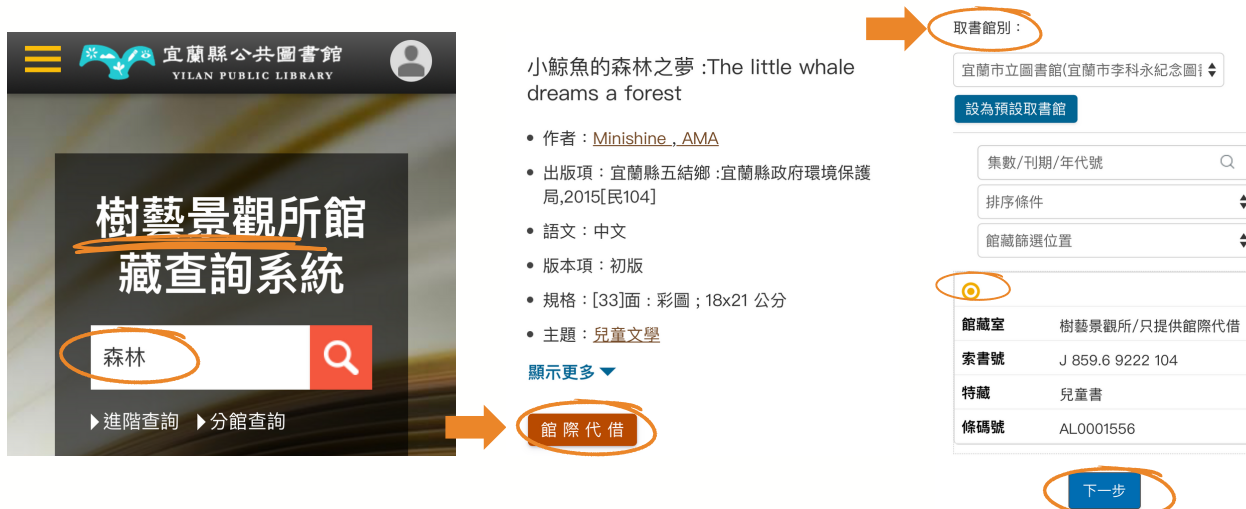 宜蘭縣公共圖書館
YILAN PUBLIC LIBRARY
樹藝景觀所館
藏查詢系統
森林
進階查詢 分館查詢
小鯨魚的森林之夢 :The little whale
dreams a forest
作者：Minishine , AMA
出版項：宜蘭縣五結鄉 :宜蘭縣政府環境保護
局,2015[民104]
語文：中文
版本項：初版
規格：[33]面 : 彩圖 ; 18x21 公分
主題：兒童文學
顯示更多
館際代借
取書館別：
宜蘭市立圖書館(宜蘭市李科永紀念圖
設為預設取書館
集數/刊期/年代號
排序條件
館藏篩選位置
館藏室 樹藝景觀所/只提供館際代借
索書號 J 859.6 9222 104
特藏 兒童書
條碼號 AL0001556
下一步